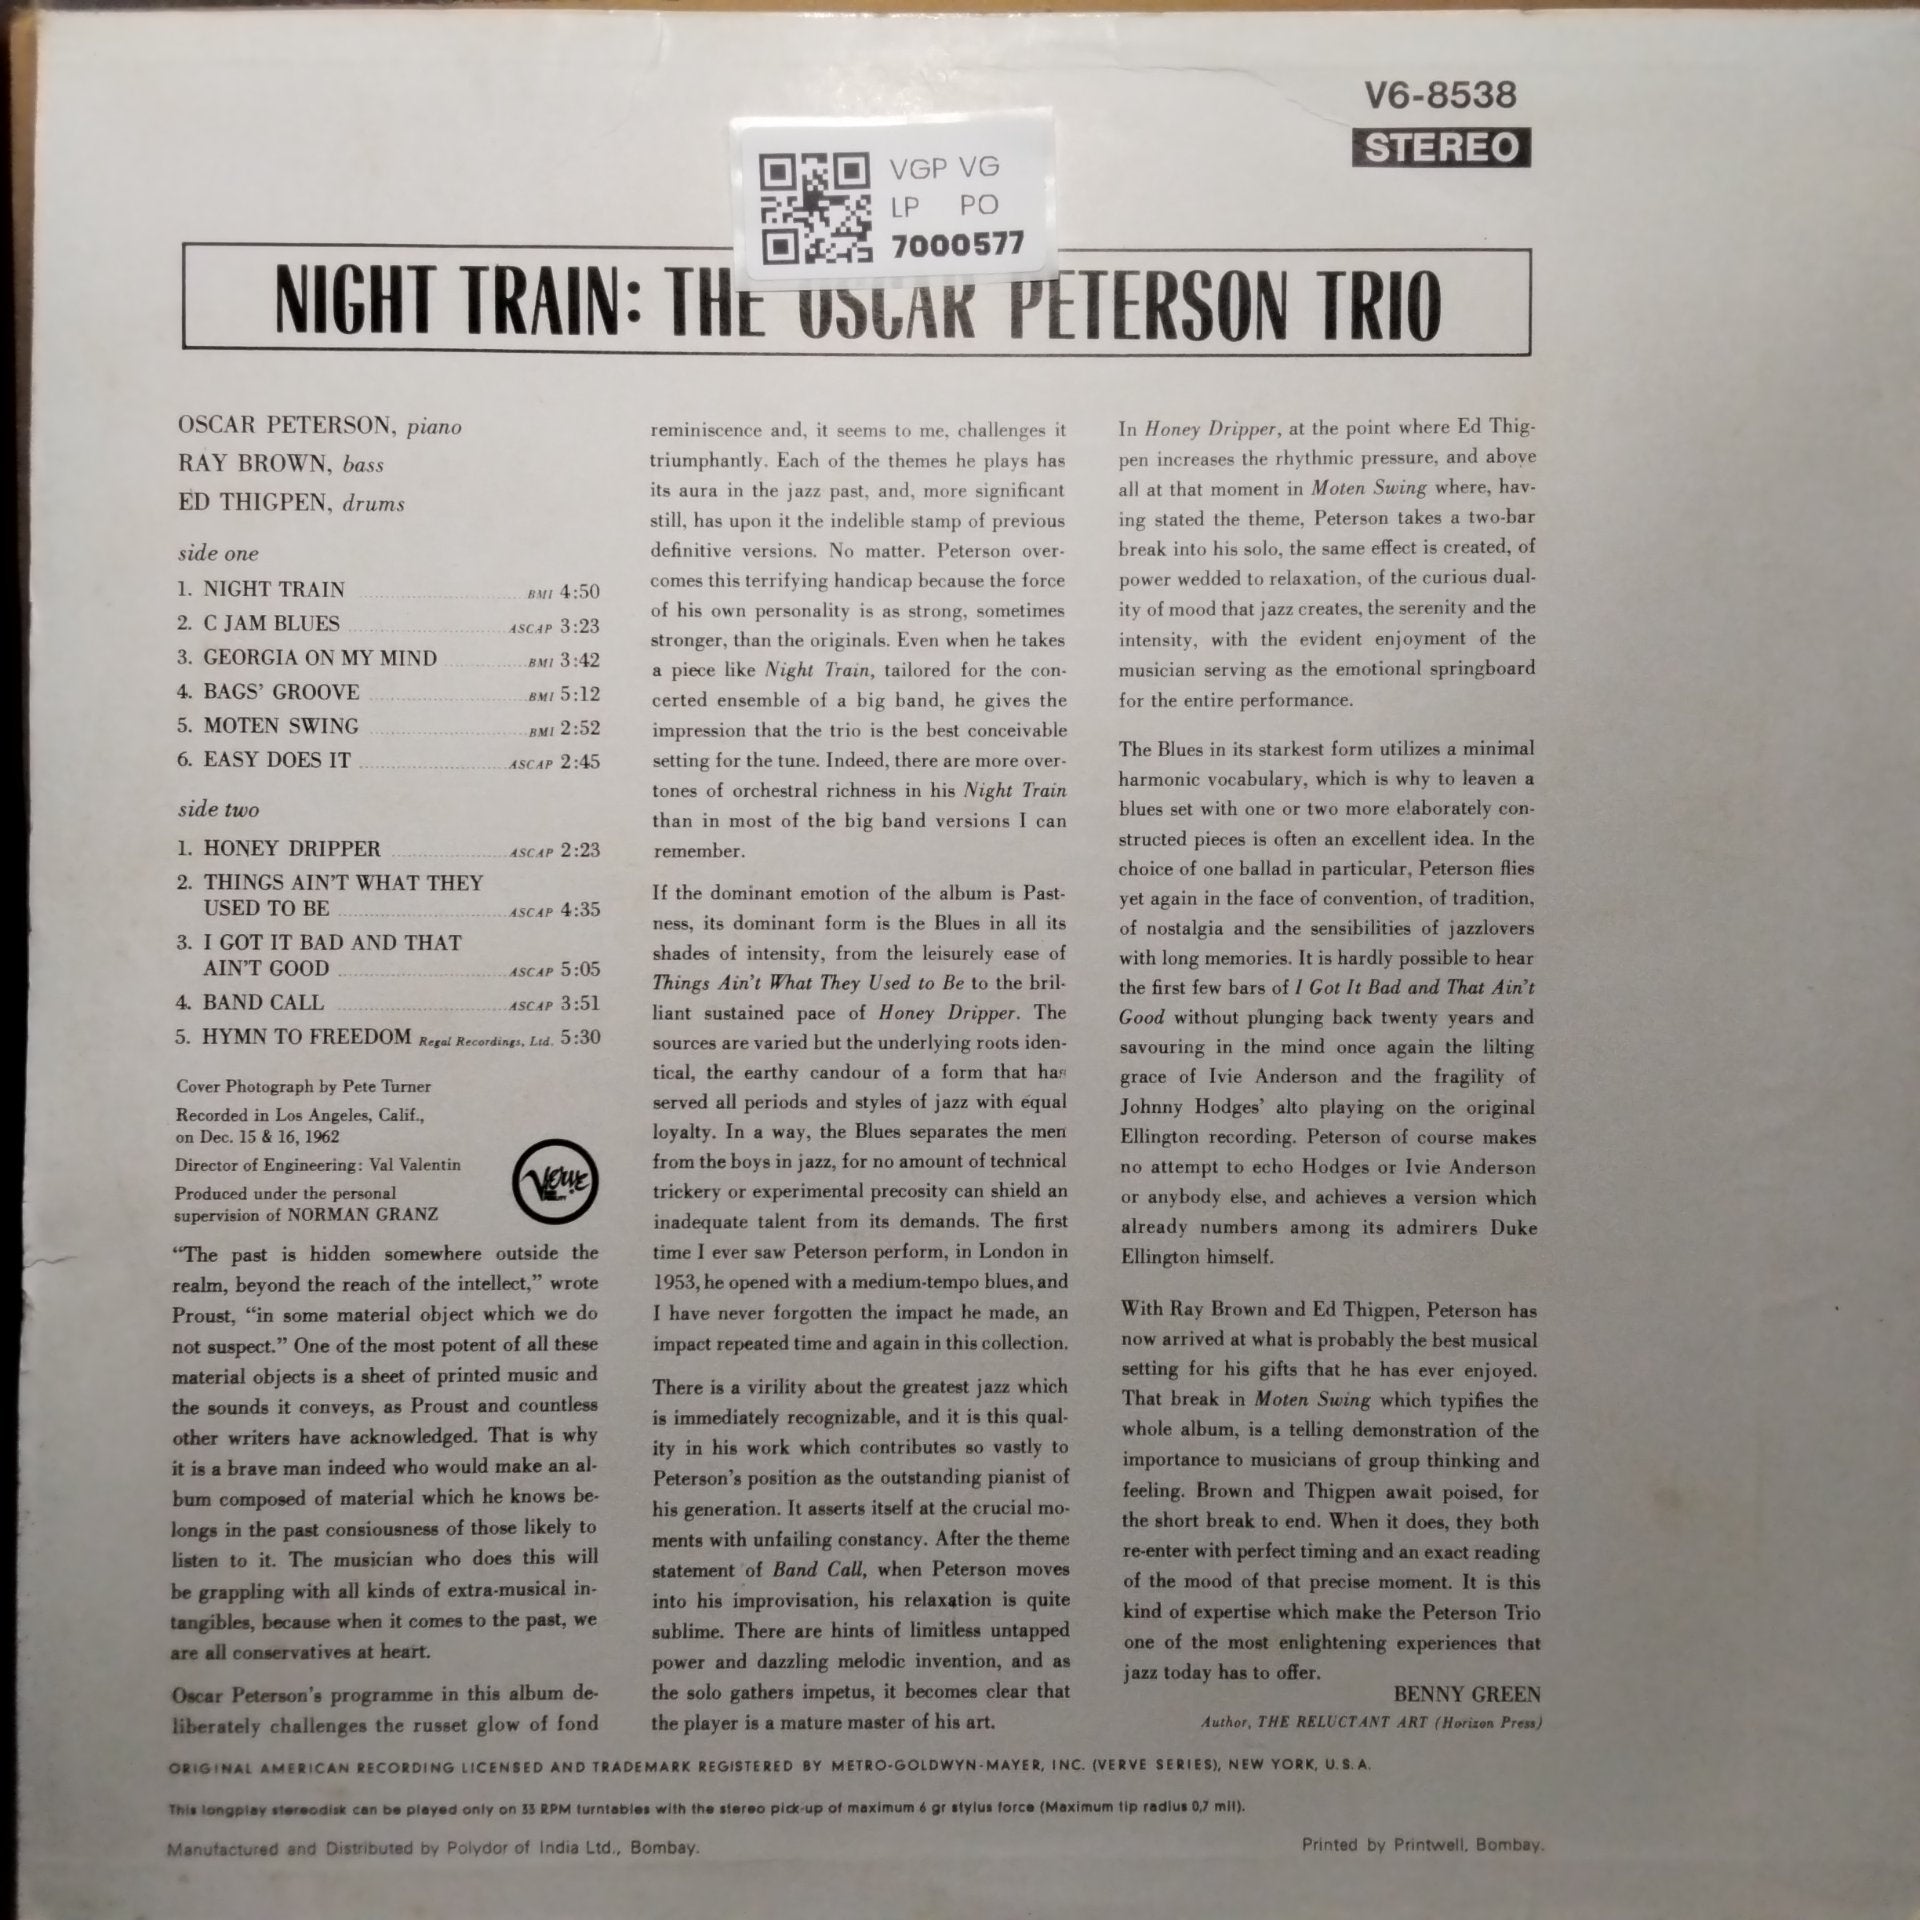 V6-8538
STEREO
VGP VG
LP PO
7000577
NIGHT TRAIN: THE OSCAR PETERSON TRIO
OSCAR PETERSON, piano
RAY BROWN, bass
ED THIGPEN, drums
side one
1. NIGHT TRAIN BMI 4:50
2. C JAM BLUES ASCAP 3:23
3. GEORGIA ON MY MIND BMI 3:42
4. BAGS' GROOVE BMI 5:12
5. MOTEN SWING BMI 2:52
6. EASY DOES IT ASCAP 2:45
side two
1. HONEY DRIPPER ASCAP 2:23
2. THINGS AIN'T WHAT THEY
USED TO BE ASCAP 4:35
3. I GOT IT BAD AND THAT
AIN'T GOOD ASCAP 5:05
4. BAND CALL ASCAP 3:51
5. HYMN TO FREEDOM Regal Recordings, Ltd. 5:30
Cover Photograph by Pete Turner
Recorded in Los Angeles, Calif.,
on Dec. 15 & 16, 1962
Director of Engineering: Val Valentin
Produced under the personal
supervision of NORMAN GRANZ
VERVE
"The past is hidden somewhere outside the
realm, beyond the reach of the intellect," wrote
Proust, "in some material object which we do
not suspect." One of the most potent of all these
material objects is a sheet of printed music and
the sounds it conveys, as Proust and countless
other writers have acknowledged. That is why
it is a brave man indeed who would make an al-
bum composed of material which he knows be-
longs in the past consiousness of those likely to
listen to it. The musician who does this will
be grappling with all kinds of extra-musical in-
tangibles, because when it comes to the past, we
are all conservatives at heart.
Oscar Peterson's programme in this album de-
liberately challenges the russet glow of fond
reminiscence and, it seems to me, challenges it
triumphantly. Each of the themes he plays has
its aura in the jazz past, and, more significant
still, has upon it the indelible stamp of previous
definitive versions. No matter. Peterson over-
comes this terrifying handicap because the force
of his own personality is as strong, sometimes
stronger, than the originals. Even when he takes
a piece like Night Train, tailored for the con-
certed ensemble of a big band, he gives the
impression that the trio is the best conceivable
setting for the tune. Indeed, there are more over-
tones of orchestral richness in his Night Train
than in most of the big band versions I can
remember.
If the dominant emotion of the album is Past-
ness, its dominant form is the Blues in all its
shades of intensity, from the leisurely ease of
Things Ain't What They Used to Be to the bril-
liant sustained pace of Honey Dripper. The
sources are varied but the underlying roots iden-
tical, the earthy candour of a form that has
served all periods and styles of jazz with equal
loyalty. In a way, the Blues separates the men
from the boys in jazz, for no amount of technical
trickery or experimental precosity can shield an
inadequate talent from its demands. The first
time I ever saw Peterson perform, in London in
1953, he opened with a medium-tempo blues, and
I have never forgotten the impact he made, an
impact repeated time and again in this collection.
There is a virility about the greatest jazz which
is immediately recognizable, and it is this qual-
ity in his work which contributes so vastly to
Peterson's position as the outstanding pianist of
his generation. It asserts itself at the crucial mo-
ments with unfailing constancy. After the theme
statement of Band Call, when Peterson moves
into his improvisation, his relaxation is quite
sublime. There are hints of limitless untapped
power and dazzling melodic invention, and as
the solo gathers impetus, it becomes clear that
the player is a mature master of his art.
In Honey Dripper, at the point where Ed Thig-
pen increases the rhythmic pressure, and above
all at that moment in Moten Swing where, hav-
ing stated the theme, Peterson takes a two-bar
break into his solo, the same effect is created, of
power wedded to relaxation, of the curious dual-
ity of mood that jazz creates, the serenity and the
intensity, with the evident enjoyment of the
musician serving as the emotional springboard
for the entire performance.
The Blues in its starkest form utilizes a minimal
harmonic vocabulary, which is why to leaven a
blues set with one or two more elaborately con-
structed pieces is often an excellent idea. In the
choice of one ballad in particular, Peterson flies
yet again in the face of convention, of tradition,
of nostalgia and the sensibilities of jazzlovers
with long memories. It is hardly possible to hear
the first few bars of I Got It Bad and That Ain't
Good without plunging back twenty years and
savouring in the mind once again the lilting
grace of Ivie Anderson and the fragility of
Johnny Hodges' alto playing on the original
Ellington recording. Peterson of course makes
no attempt to echo Hodges or Ivie Anderson
or anybody else, and achieves a version which
already numbers among its admirers Duke
Ellington himself.
With Ray Brown and Ed Thigpen, Peterson has
now arrived at what is probably the best musical
setting for his gifts that he has ever enjoyed.
That break in Moten Swing which typifies the
whole album, is a telling demonstration of the
importance to musicians of group thinking and
feeling. Brown and Thigpen await poised, for
the short break to end. When it does, they both
re-enter with perfect timing and an exact reading
of the mood of that precise moment. It is this
kind of expertise which make the Peterson Trio
one of the most enlightening experiences that
jazz today has to offer.
BENNY GREEN
Author, THE RELUCTANT ART (Horizon Press)
ORIGINAL AMERICAN RECORDING LICENSED AND TRADEMARK REGISTERED BY METRO-GOLDWYN-MAYER, INC. (VERVE SERIES), NEW YORK, U.S.A.
This longplay stereodisk can be played only on 33 RPM turntables with the stereo pick-up of maximum 6 gr stylus force (Maximum tip radius 0,7 mil).
Manufactured and Distributed by Polydor of India Ltd., Bombay.
Printed by Printwell, Bombay.